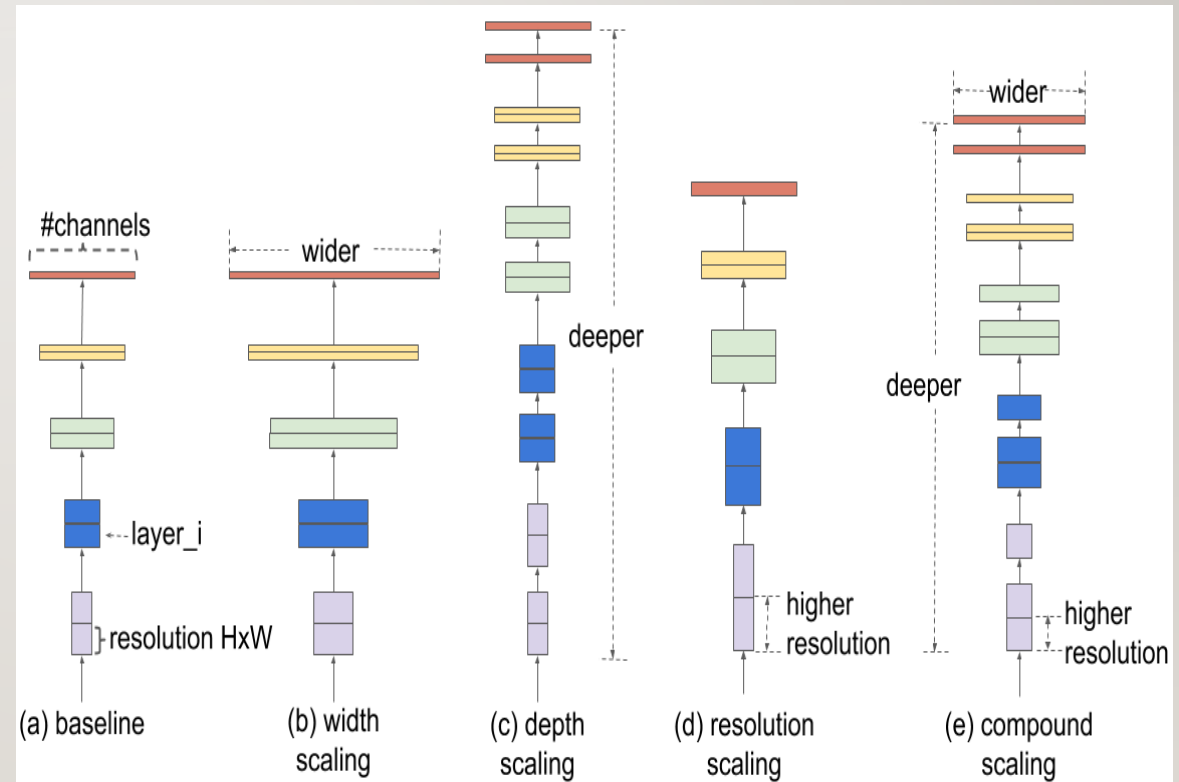 #channels
wider
layer_i
resolution HxW
(a) baseline
wider
(b) width
scaling
deeper
(c) depth
scaling
higher
resolution
(d) resolution
scaling
wider
deeper
higher
resolution
(e) compound
scaling